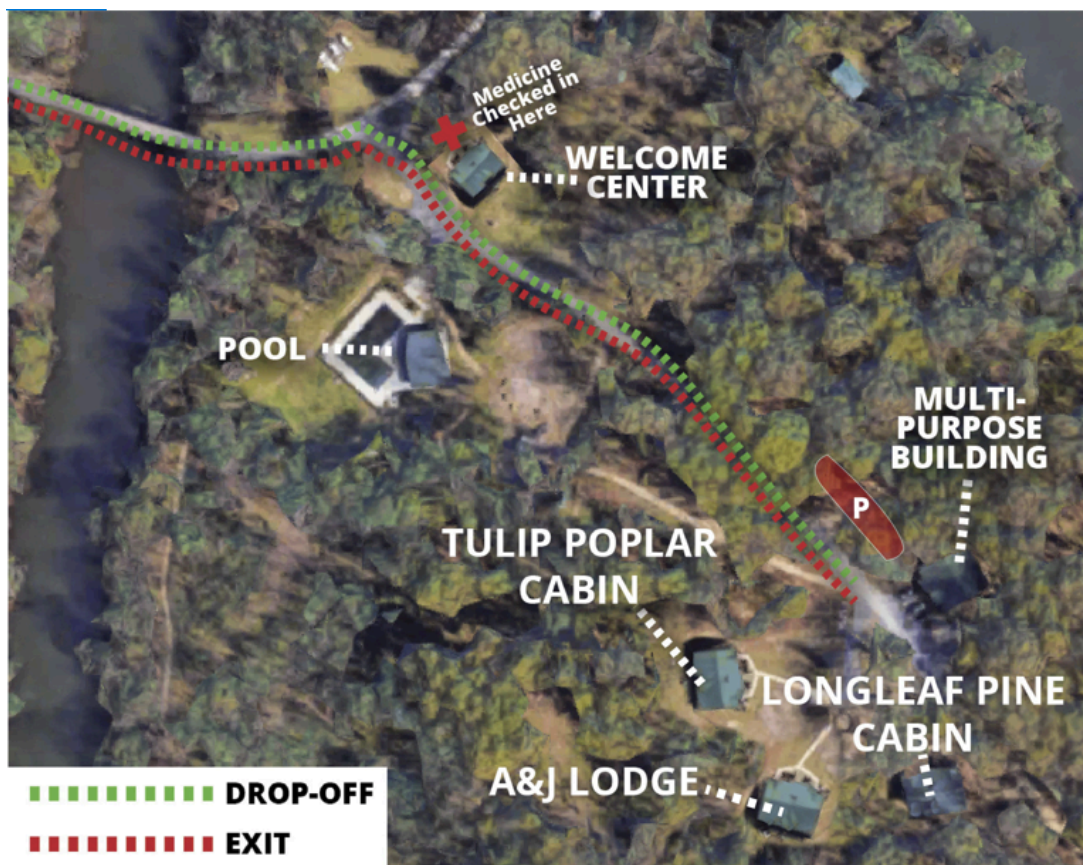 Medicine
Checked in
Here
WELCOME
CENTER
POOL
MULTI-
PURPOSE
BUILDING
P
TULIP POPLAR
CABIN
LONGLEAF PINE
CABIN
A&J LODGE
DROP-OFF
EXIT